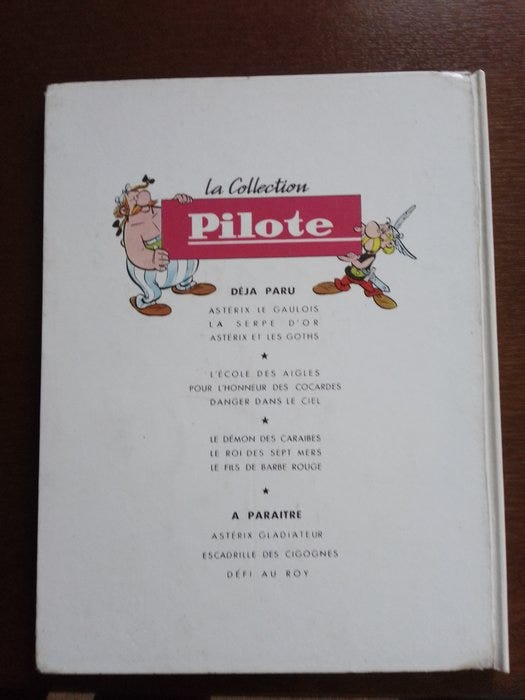 la Collection
Pilote
DÉJA PARU
ASTÉRIX LE GAULOIS
LA SERPE D'OR
ASTÉRIX ET LES GOTHS
L'ÉCOLE DES AIGLES
POUR L'HONNEUR DES COCARDES
DANGER DANS LE CIEL
LE DÉMON DES CARAIBES
LE ROI DES SEPT MERS
LE FILS DE BARBE ROUGE
A PARAITRE
ASTÉRIX GLADIATEUR
ESCADRILLE DES CIGOGNES
DÉFI AU ROY